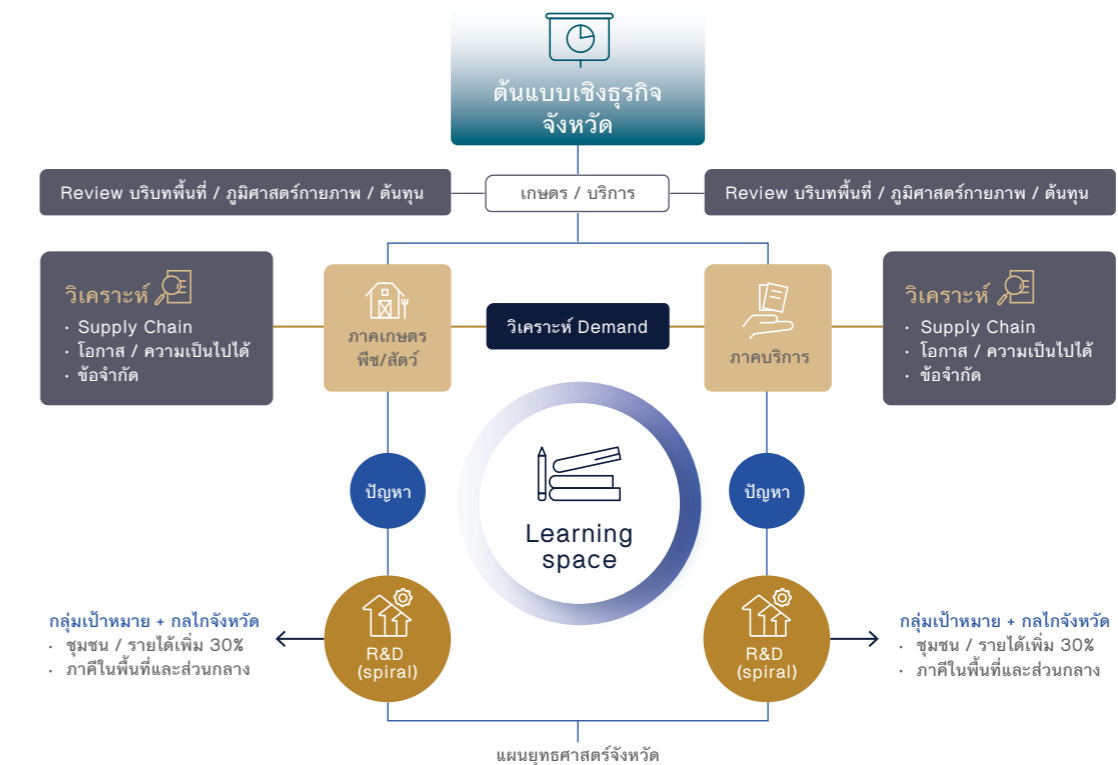 ต้นแบบเชิงธุรกิจ
จังหวัด
Review บริบทพื้นที่ / ภูมิศาสตร์กายภาพ / ต้นทุน
เกษตร / บริการ
Review บริบทพื้นที่ / ภูมิศาสตร์กายภาพ / ต้นทุน
วิเคราะห์
· Supply Chain
· โอกาส / ความเป็นไปได้
· ข้อจำกัด
ภาคเกษตร
พืช/สัตว์
วิเคราะห์ Demand
ภาคบริการ
วิเคราะห์
· Supply Chain
· โอกาส / ความเป็นไปได้
· ข้อจำกัด
ปัญหา
Learning
space
ปัญหา
กลุ่มเป้าหมาย + กลไกจังหวัด
· ชุมชน / รายได้เพิ่ม 30%
· ภาคีในพื้นที่และส่วนกลาง
R&D
(spiral)
R&D
(spiral)
กลุ่มเป้าหมาย + กลไกจังหวัด
· ชุมชน / รายได้เพิ่ม 30%
· ภาคีในพื้นที่และส่วนกลาง
แผนยุทธศาสตร์จังหวัด